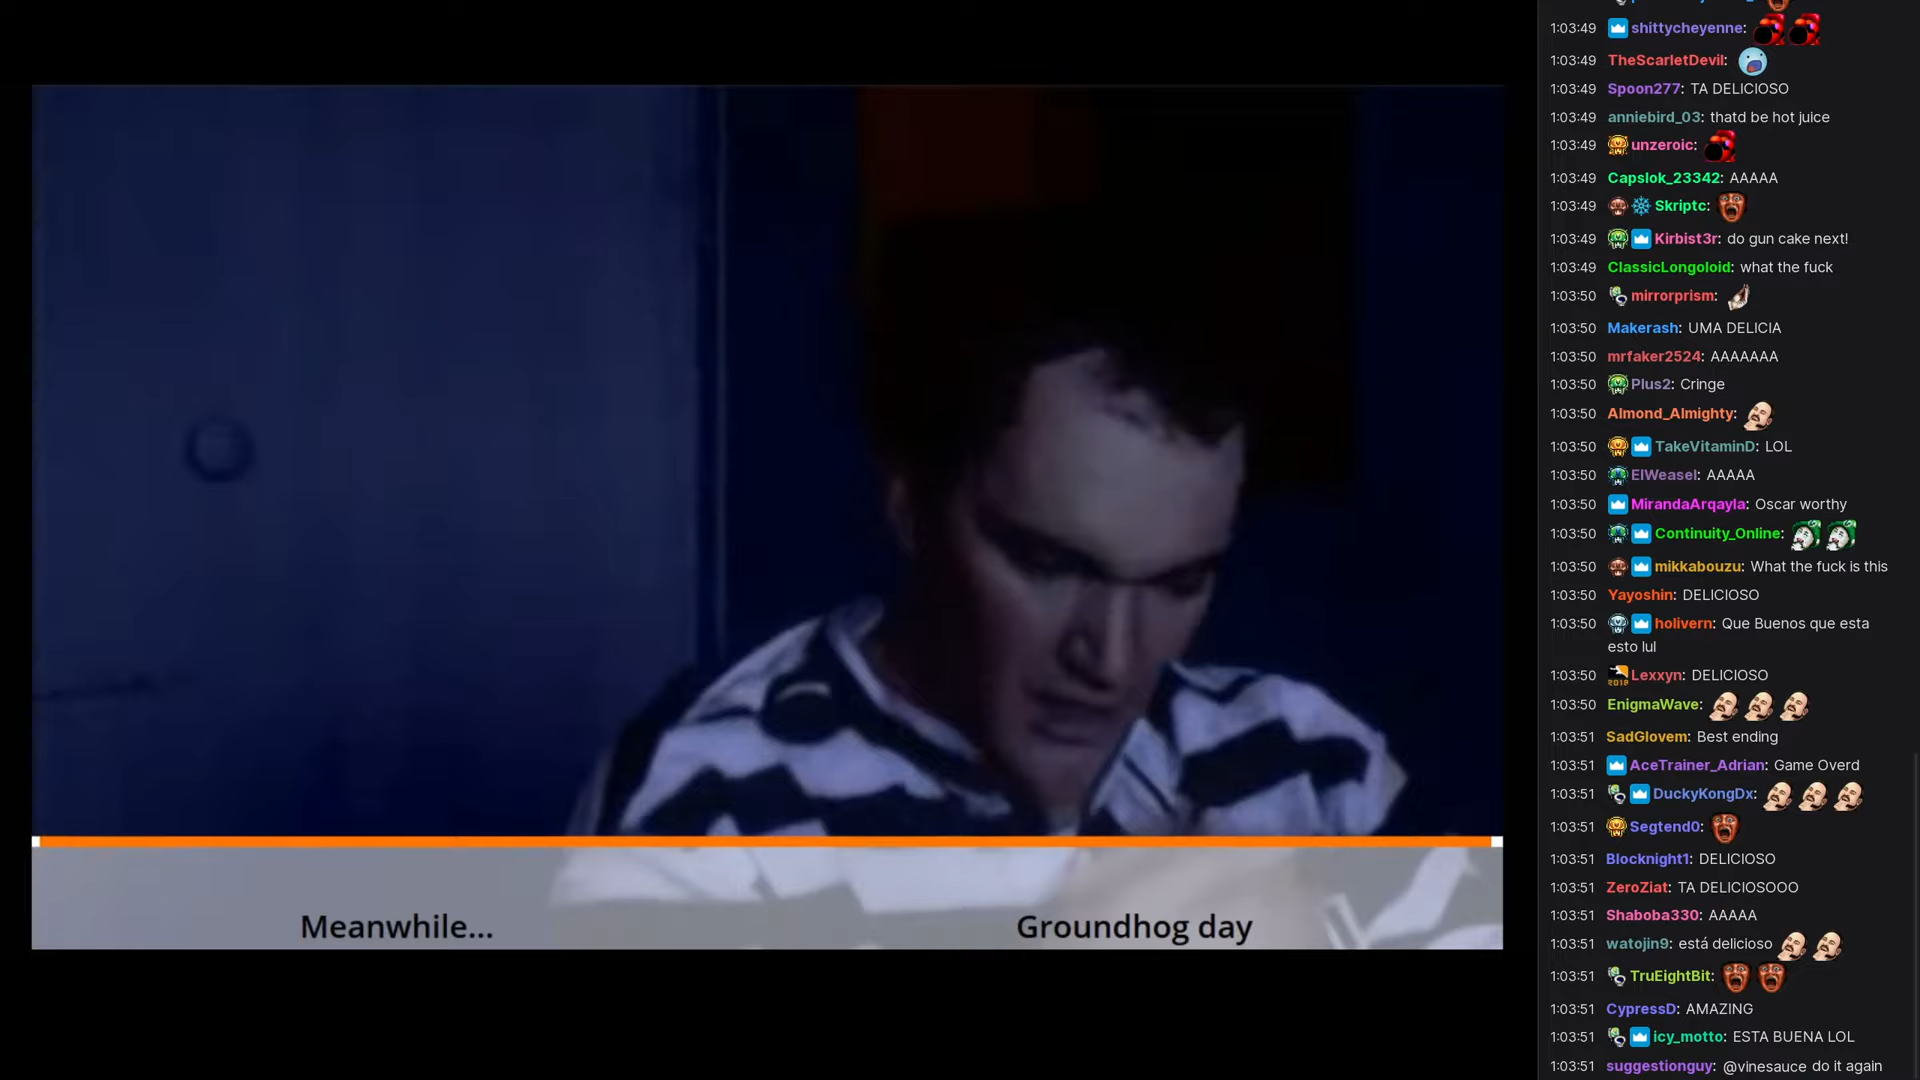 Meanwhile...
Groundhog day
1:03:49 shittycheyenne:
1:03:49 TheScarletDevil:
1:03:49 Spoon277: TA DELICIOSO
1:03:49 anniebird_03: thatd be hot juice
1:03:49 unzeroic:
1:03:49 Capslok_23342: AAAAA
1:03:49 Skriptc:
1:03:49 Kirbist3r: do gun cake next!
1:03:49 ClassicLongoloid: what the fuck
1:03:50 mirrorprism:
1:03:50 Makerash: UMA DELICIA
1:03:50 mrfaker2524: AAAAAAA
1:03:50 Plus2: Cringe
1:03:50 Almond_Almighty:
1:03:50 TakeVitaminD: LOL
1:03:50 ElWeasel: AAAAA
1:03:50 MirandaArqayla: Oscar worthy
1:03:50 Continuity_Online:
1:03:50 mikkabouzu: What the fuck is this
1:03:50 Yayoshin: DELICIOSO
1:03:50 holivern: Que Buenos que esta
esto lul
1:03:50 Lexxyn: DELICIOSO
1:03:50 EnigmaWave:
1:03:51 SadGlovem: Best ending
1:03:51 AceTrainer_Adrian: Game Overd
1:03:51 DuckyKongDx:
1:03:51 Segtend0:
1:03:51 Blocknight1: DELICIOSO
1:03:51 ZeroZiat: TA DELICIOSOOO
1:03:51 Shaboba330: AAAAA
1:03:51 watojin9: está delicioso
1:03:51 TruEightBit:
1:03:51 CypressD: AMAZING
1:03:51 icy_motto: ESTA BUENA LOL
1:03:51 suggestionguy: @vinesauce do it again